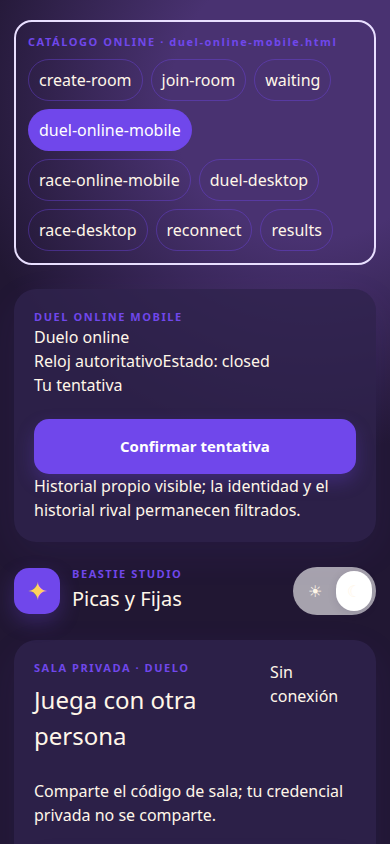 CATÁLOGO ONLINE · duel-online-mobile.html
create-room join-room waiting
duel-online-mobile
race-online-mobile duel-desktop
race-desktop reconnect results
DUEL ONLINE MOBILE
Duelo online
Reloj autoritativoEstado: closed
Tu tentativa
Confirmar tentativa
Historial propio visible; la identidad y el
historial rival permanecen filtrados.
BEASTIE STUDIO
Picas y Fijas
SALA PRIVADA · DUELO
Juega con otra
persona
Sin
conexión
Comparte el código de sala; tu credencial
privada no se comparte.